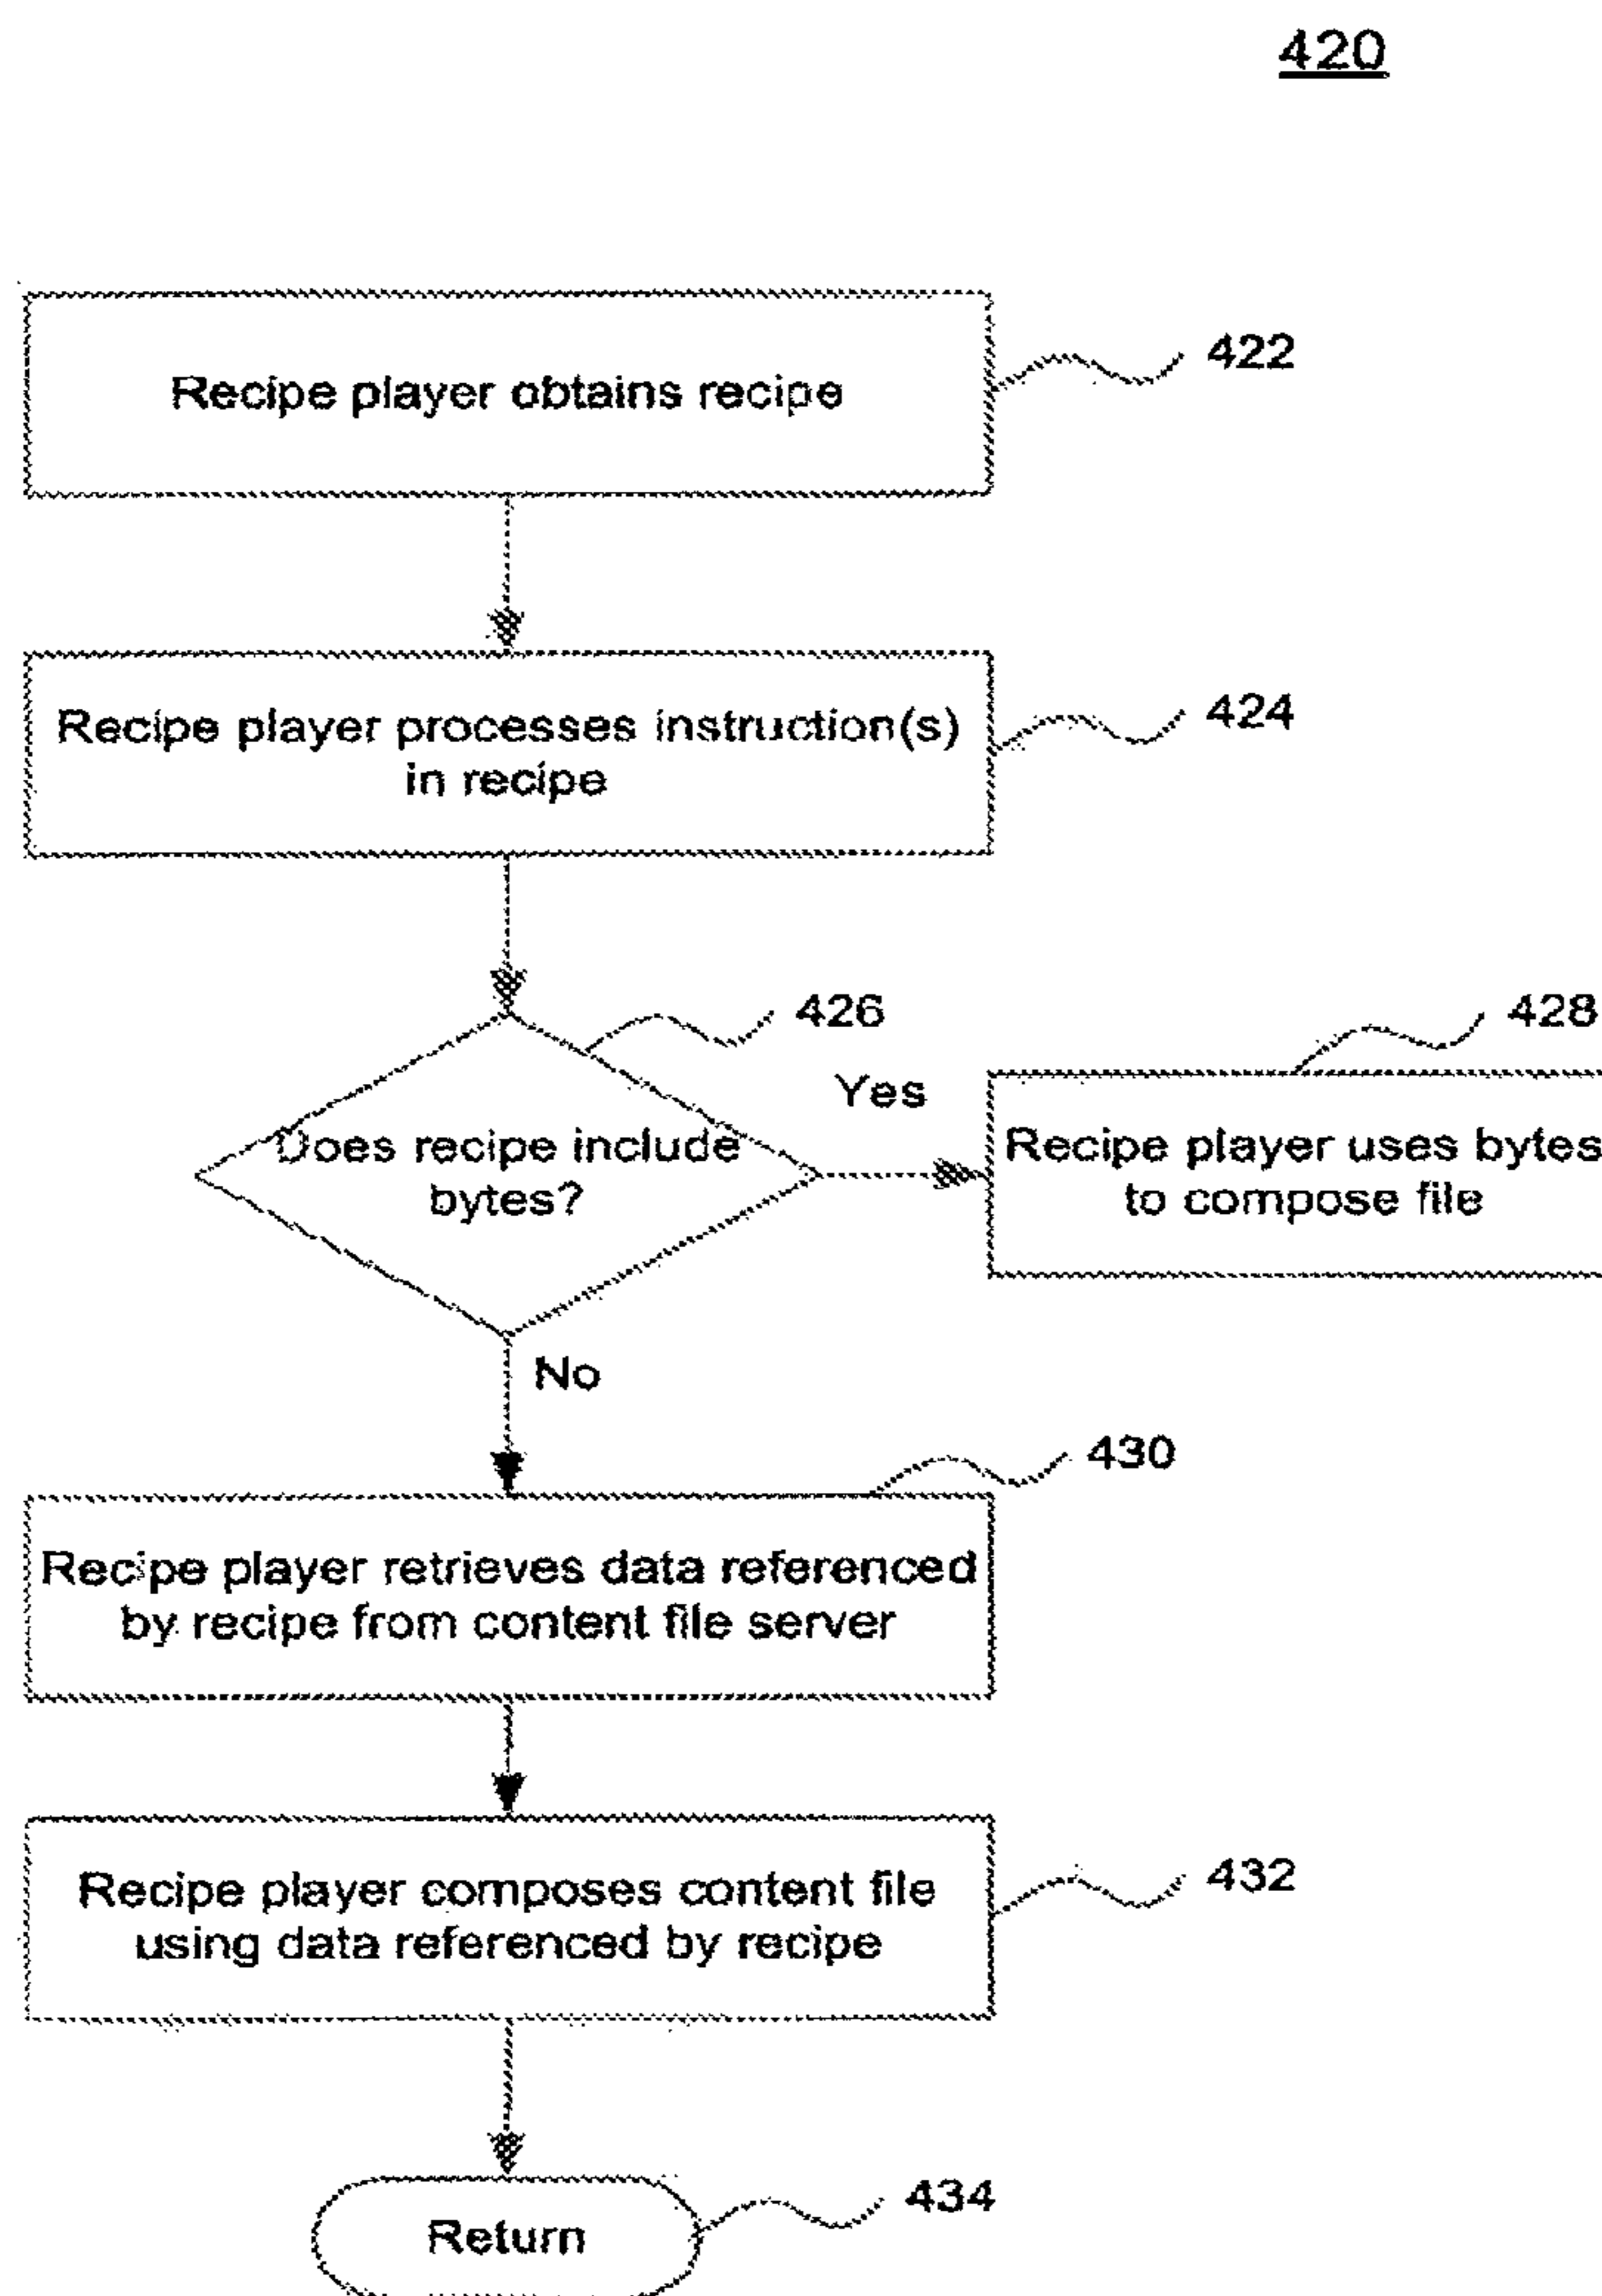 420
Recipe player obtains recipe
422
Recipe player processes instruction(s)
in recipe
424
426
Does recipe include
bytes?
Yes
428
Recipe player uses bytes
to compose file
No
430
Recipe player retrieves data referenced
by recipe from content file server
Recipe player composes content file
using data referenced by recipe
432
Return
434